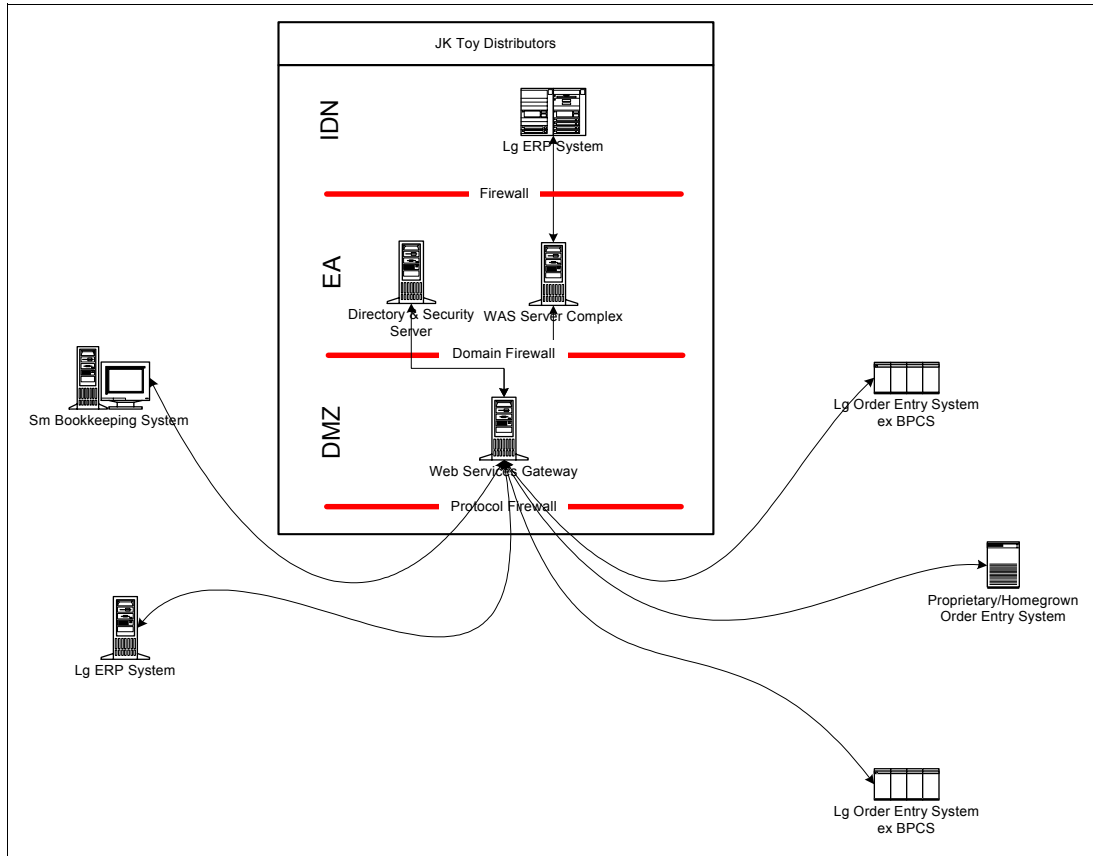 JK Toy Distributors
IDN
Lg ERP System
Firewall
EA
Directory & Security
Server
WAS Server Complex
Domain Firewall
DMZ
Web Services Gateway
Protocol Firewall
Sm Bookkeeping System
Lg ERP System
Lg Order Entry System
ex BPCS
Proprietary/Homegrown
Order Entry System
Lg Order Entry System
ex BPCS